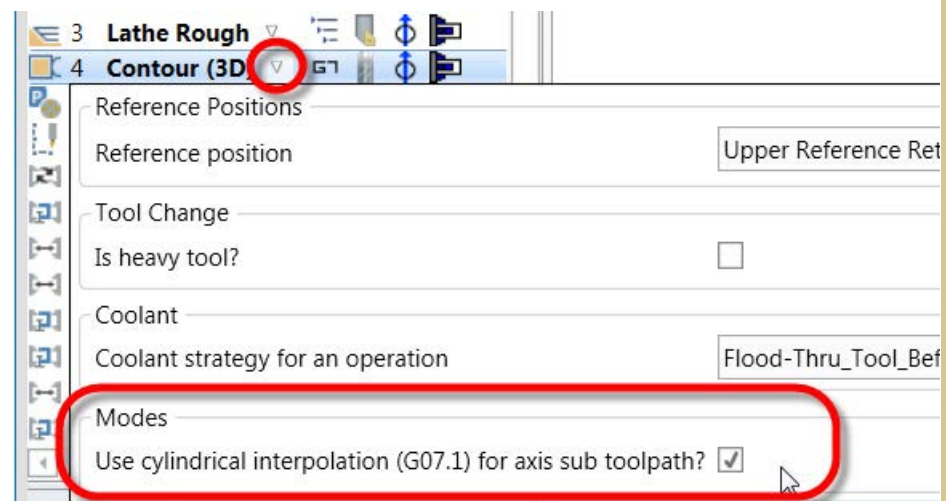 3 Lathe Rough
4 Contour (3D) G7
Reference Positions
Reference position Upper Reference Ret
Tool Change
Is heavy tool?
Coolant
Coolant strategy for an operation Flood-Thru_Tool_Bef
Modes
Use cylindrical interpolation (G07.1) for axis sub toolpath?